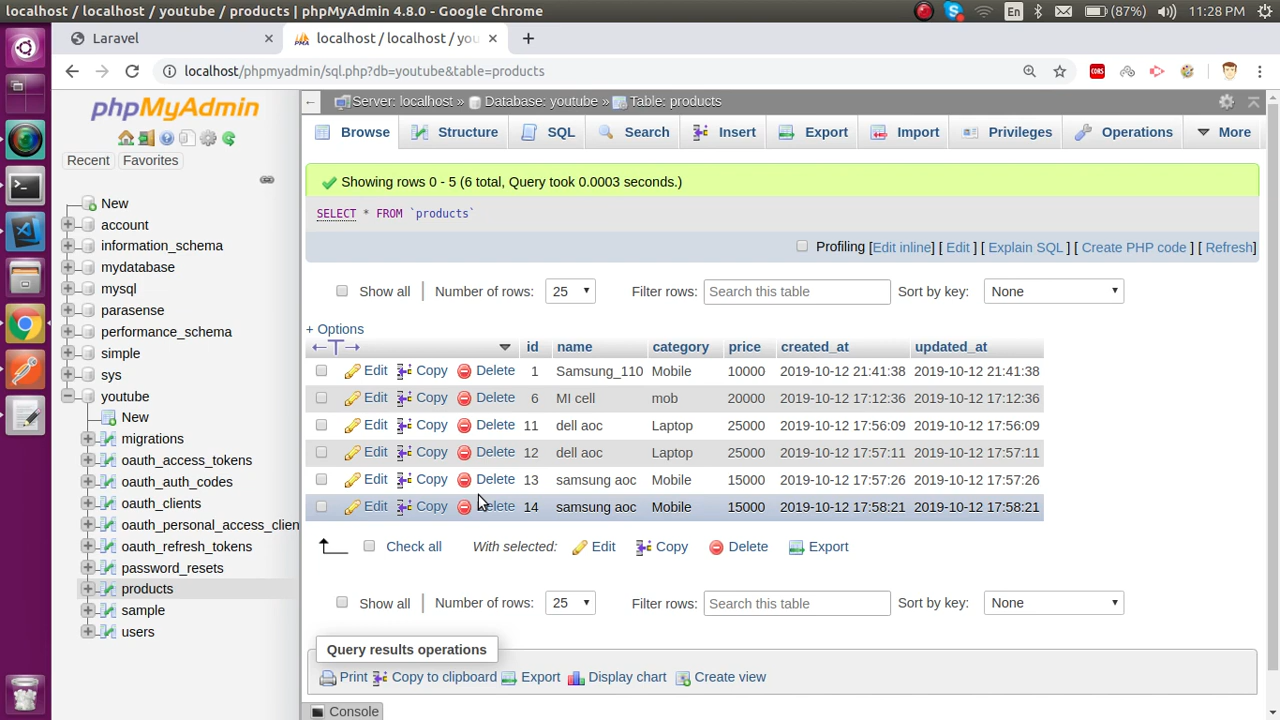 localhost / localhost / youtube / products | phpMyAdmin 4.8.0 - Google Chrome
En
(87%)
11:28 PM
Laravel
localhost / localhost / you
localhost/phpmyadmin/sql.php?db=youtube&table=products
CORS
phpMyAdmin
Recent
Favorites
New
account
information_schema
mydatabase
mysql
parasense
performance_schema
simple
sys
youtube
New
migrations
oauth_access_tokens
oauth_auth_codes
oauth_clients
oauth_personal_access_clien
oauth_refresh_tokens
password_resets
products
sample
users
Server: localhost » Database: youtube » Table: products
Browse Structure SQL Search Insert Export Import Privileges Operations More
Showing rows 0 - 5 (6 total, Query took 0.0003 seconds.)
SELECT * FROM `products`
Profiling [Edit inline] [ Edit ] [ Explain SQL ] [ Create PHP code ] [ Refresh]
Show all | Number of rows: 25 Filter rows: Search this table Sort by key: None
+ Options
←T→ id name category price created_at updated_at
Edit Copy Delete 1 Samsung_110 Mobile 10000 2019-10-12 21:41:38 2019-10-12 21:41:38
Edit Copy Delete 6 MI cell mob 20000 2019-10-12 17:12:36 2019-10-12 17:12:36
Edit Copy Delete 11 dell aoc Laptop 25000 2019-10-12 17:56:09 2019-10-12 17:56:09
Edit Copy Delete 12 dell aoc Laptop 25000 2019-10-12 17:57:11 2019-10-12 17:57:11
Edit Copy Delete 13 samsung aoc Mobile 15000 2019-10-12 17:57:26 2019-10-12 17:57:26
Edit Copy Delete 14 samsung aoc Mobile 15000 2019-10-12 17:58:21 2019-10-12 17:58:21
Check all With selected: Edit Copy Delete Export
Show all | Number of rows: 25 Filter rows: Search this table Sort by key: None
Query results operations
Print Copy to clipboard Export Display chart Create view
Console